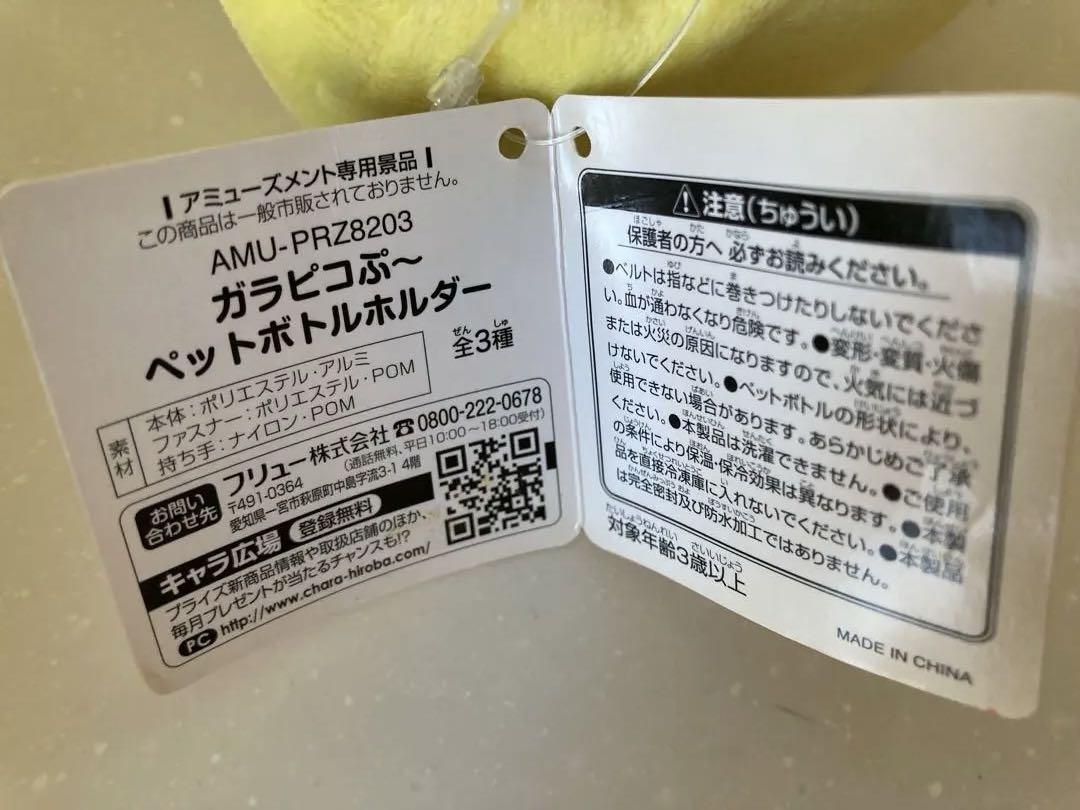 アミューズメント専用景品
この商品は一般市販されておりません。
AMU-PRZ8203
ガラピコぷ～
ペットボトルホルダー
全3種
素材
本体：ポリエステル・アルミ
ファスナー：ポリエステル・POM
持ち手：ナイロン・POM
お問い合わせ先
フリュー株式会社 ☎0800-222-0678
(通話無料、平日10:00～18:00受付)
〒491-0364
愛知県一宮市萩原町中島字流3-1 4階
キャラ広場 登録無料
プライズ新商品情報や取扱店舗のほか、
毎月プレゼントが当たるチャンスも!?
PC http://www.chara-hiroba.com/
⚠注意(ちゅうい)
保護者の方へ 必ずお読みください。
●ベルトは指などに巻きつけたりしないでくださ
い。血が通わなくなり危険です。●変形・変質・火傷
または火災の原因になりますので、火気には近づ
けないでください。●ペットボトルの形状により、
使用できない場合があります。あらかじめご了承
ください。●本製品は洗濯できません。●ご使用
の条件により保温・保冷効果は異なります。●本製
品を直接冷凍庫に入れないでください。●本製品
は完全密封及び防水加工ではありません。
対象年齢3歳以上
MADE IN CHINA